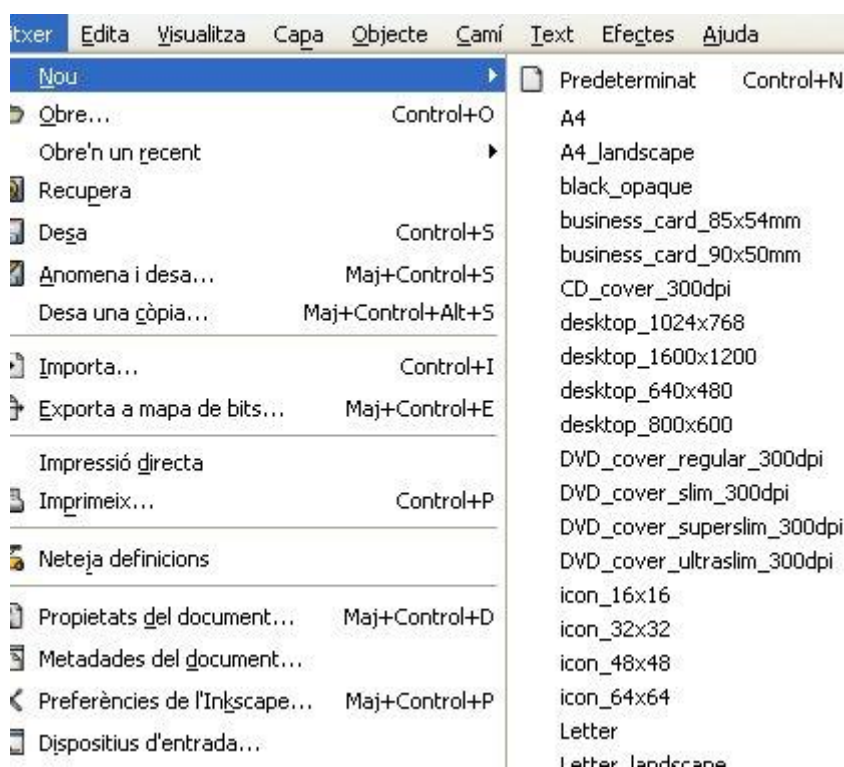 itxer Edita Visualitza Capa Objecte Camí Text Efectes Ajuda
Nou
Obre... Control+O
Obre'n un recent
Recupera
Desa Control+S
Anomena i desa... Maj+Control+S
Desa una còpia... Maj+Control+Alt+S
Importa... Control+I
Exporta a mapa de bits... Maj+Control+E
Impressió directa
Imprimeix... Control+P
Neteja definicions
Propietats del document... Maj+Control+D
Metadades del document...
Preferències de l'Inkscape... Maj+Control+P
Dispositius d'entrada...
Predeterminat Control+N
A4
A4_landscape
black_opaque
business_card_85x54mm
business_card_90x50mm
CD_cover_300dpi
desktop_1024x768
desktop_1600x1200
desktop_640x480
desktop_800x600
DVD_cover_regular_300dpi
DVD_cover_slim_300dpi
DVD_cover_superslim_300dpi
DVD_cover_ultraslim_300dpi
icon_16x16
icon_32x32
icon_48x48
icon_64x64
Letter
Letter_landscape